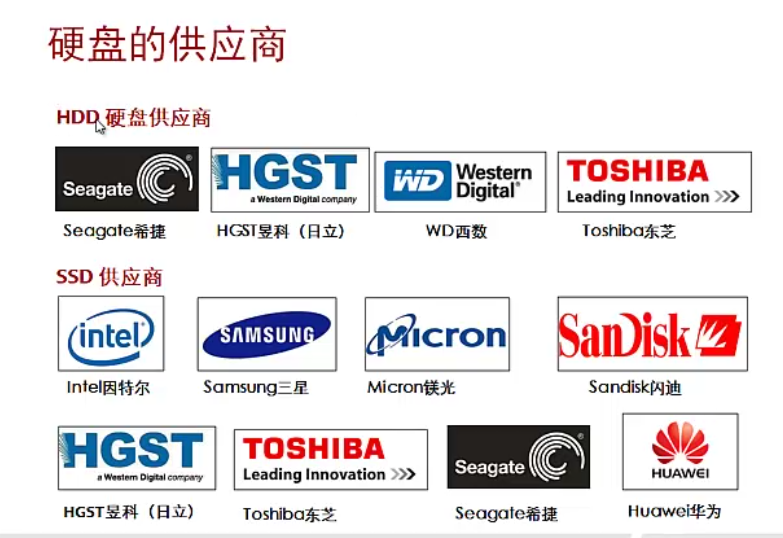 硬盘的供应商
HDD 硬盘供应商
Seagate
HGST
a Western Digital company
WD
Western
Digital®
TOSHIBA
Leading Innovation >>>
Seagate希捷
HGST昱科（日立）
WD西数
Toshiba东芝
SSD 供应商
intel®
SAMSUNG
Micron
SanDisk
Intel因特尔
Samsung三星
Micron镁光
Sandisk闪迪
HGST
a Western Digital company
TOSHIBA
Leading Innovation >>>
Seagate
HUAWEI
HGST昱科（日立）
Toshiba东芝
Seagate希捷
Huawei华为